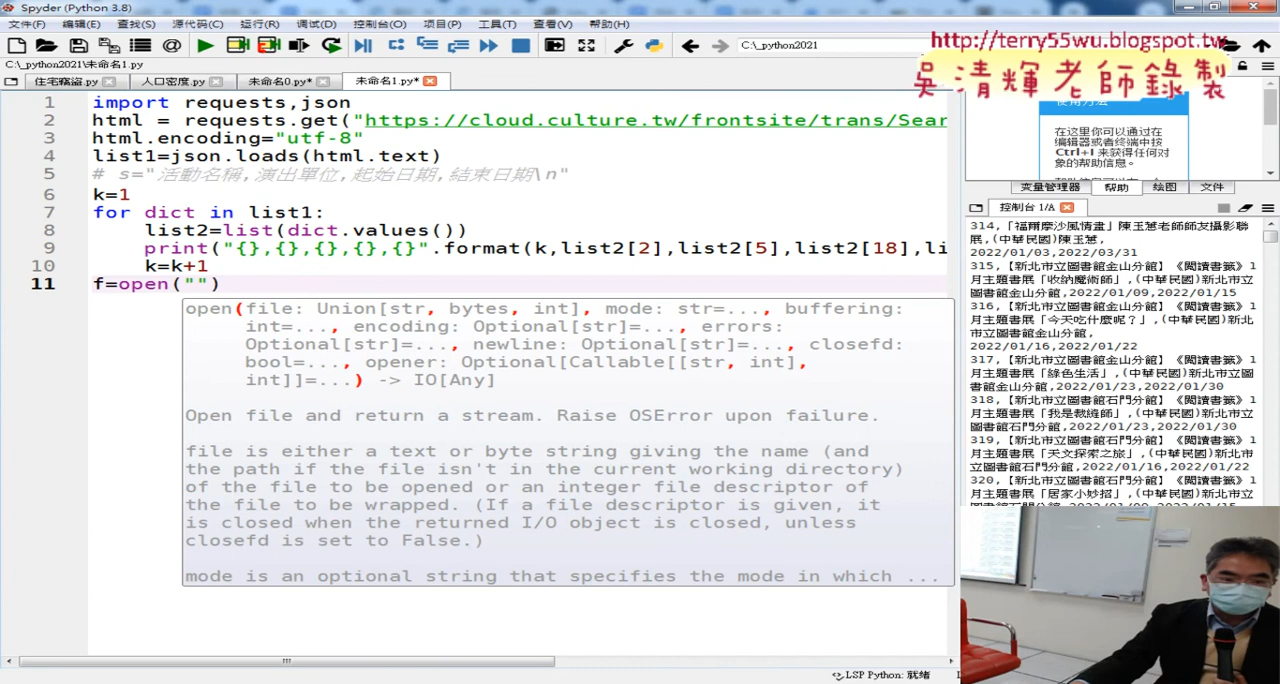 Spyder (Python 3.8)
文件(F) 编辑(E) 查找(S) 源代码(C) 运行(R) 调试(D) 控制台(O) 项目(P) 工具(T) 查看(V) 帮助(H)
C:\_python2021
http://terry55wu.blogspot.tw
吳清輝老師錄製
C:\_python2021\未命名1.py
住宅竊盜.py 人口密度.py 未命名0.py* 未命名1.py*
1 import requests,json
2 html = requests.get("https://cloud.culture.tw/frontsite/trans/Sear
3 html.encoding="utf-8"
4 list1=json.loads(html.text)
5 # s="活動名稱,演出單位,起始日期,結束日期\n"
6 k=1
7 for dict in list1:
8 list2=list(dict.values())
9 print("{},{},{},{},{}".format(k,list2[2],list2[5],list2[18],li
10 k=k+1
11 f=open("")
open(file: Union[str, bytes, int], mode: str=..., buffering:
int=..., encoding: Optional[str]=..., errors:
Optional[str]=..., newline: Optional[str]=..., closefd:
bool=..., opener: Optional[Callable[[str, int],
int]]=...) -> IO[Any]
Open file and return a stream. Raise OSError upon failure.
file is either a text or byte string giving the name (and
the path if the file isn't in the current working directory)
of the file to be opened or an integer file descriptor of
the file to be wrapped. (If a file descriptor is given, it
is closed when the returned I/O object is closed, unless
closefd is set to False.)
mode is an optional string that specifies the mode in which ...
使用方法
在这里你可以通过在
编辑器或者终端中按
Ctrl+I 来获得任何对
象的帮助信息。
变量管理器 帮助 绘图 文件
控制台 1/A
314,「福爾摩沙風情畫」陳玉慧老師師友攝影聯
展,(中華民國)陳玉慧,
2022/01/03,2022/03/31
315,【新北市立圖書館金山分館】《閱讀書籤》1
月主題書展「收納魔術師」,(中華民國)新北市立圖
書館金山分館,2022/01/09,2022/01/15
316,【新北市立圖書館金山分館】《閱讀書籤》1
月主題書展「今天吃什麼呢?」,(中華民國)新北
市立圖書館金山分館,
2022/01/16,2022/01/22
317,【新北市立圖書館金山分館】《閱讀書籤》1
月主題書展「綠色生活」,(中華民國)新北市立圖
書館金山分館,2022/01/23,2022/01/30
318,【新北市立圖書館石門分館】《閱讀書籤》1
月主題書展「我是裁縫師」,(中華民國)新北市立
圖書館石門分館,2022/01/23,2022/01/30
319,【新北市立圖書館石門分館】《閱讀書籤》1
月主題書展「天文探索之旅」,(中華民國)新北市
立圖書館石門分館,2022/01/16,2022/01/22
320,【新北市立圖書館石門分館】《閱讀書籤》1
月主題書展「居家小妙招」,(中華民國)新北市立
LSP Python: 就绪